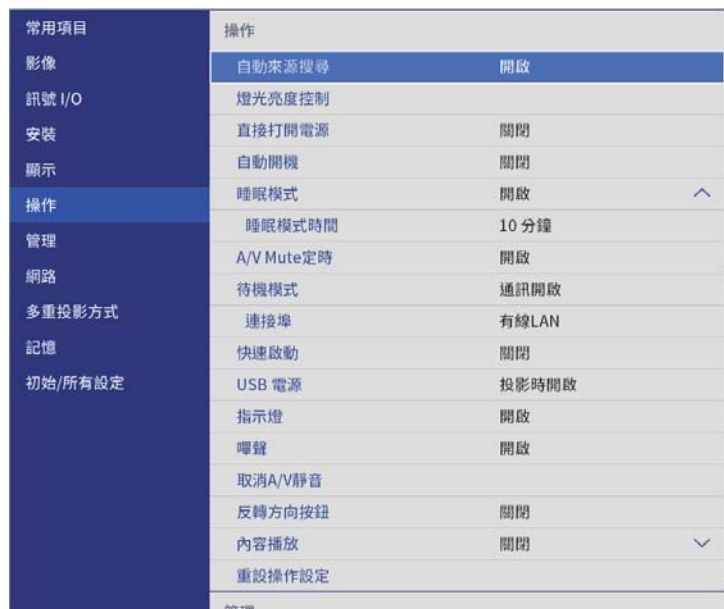 常用項目
影像
訊號 I/O
安裝
顯示
操作
管理
網路
多重投影方式
記憶
初始/所有設定
操作
自動來源搜尋 開啟
燈光亮度控制
直接打開電源 關閉
自動開機 關閉
睡眠模式 開啟
睡眠模式時間 10 分鐘
A/V Mute定時 開啟
待機模式 通訊開啟
連接埠 有線LAN
快速啟動 關閉
USB 電源 投影時開啟
指示燈 開啟
嗶聲 開啟
取消A/V靜音
反轉方向按鈕 關閉
內容播放 關閉
重設操作設定
管理